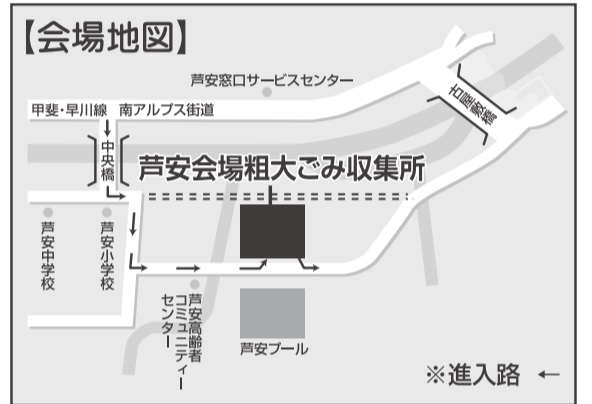 【会場地図】
芦安窓口サービスセンター
甲斐・早川線 南アルプス街道
古屋敷橋
中央橋
芦安会場粗大ごみ収集所
芦安中学校
芦安小学校
芦安高齢者
コミュニティー
センター
芦安プール
※進入路 ←